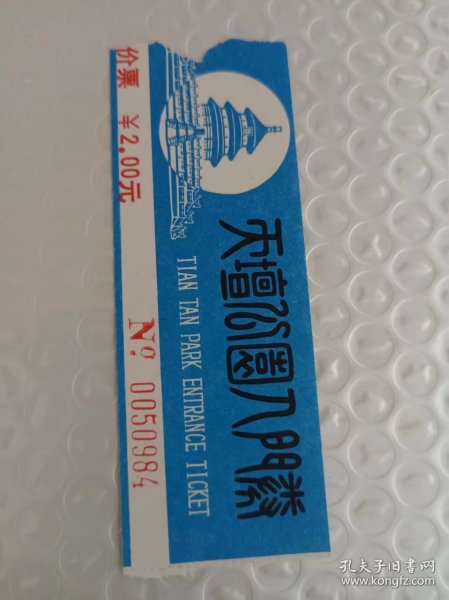 天坛公园入門券
TIAN TAN PARK ENTRANCE TICKET
价票 ¥2.00元
No. 0050984
孔夫子旧书网
www.kongfz.com